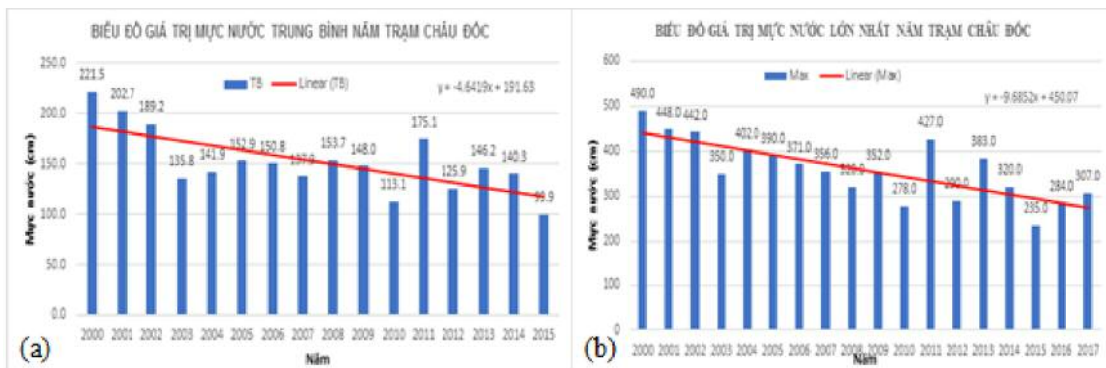 BIỂU ĐỒ GIÁ TRỊ MỰC NƯỚC TRUNG BÌNH NĂM TRẠM CHÂU ĐỐC
250.0
200.0
150.0
100.0
50.0
0.0
Mực nước (cm)
TB
Linear (TB)
y = -4.6419x + 191.63
221.5
202.7
189.2
135.8
141.9
152.9
150.8
153.7
148.0
113.1
175.1
125.9
146.2
140.3
99.9
2000 2001 2002 2003 2004 2005 2006 2007 2008 2009 2010 2011 2012 2013 2014 2015
Năm
(a)
BIỂU ĐỒ GIÁ TRỊ MỰC NƯỚC LỚN NHẤT NĂM TRẠM CHÂU ĐỐC
600
500
400
300
200
100
0
Mực nước (cm)
Max
Linear (Max)
y = -9.6852x + 450.07
490.0
448.0
442.0
350.0
402.0
390.0
371.0
356.0
352.0
278.0
427.0
290.0
383.0
320.0
235.0
284.0
307.0
2000 2001 2002 2003 2004 2005 2006 2007 2008 2009 2010 2011 2012 2013 2014 2015 2016 2017
Năm
(b)